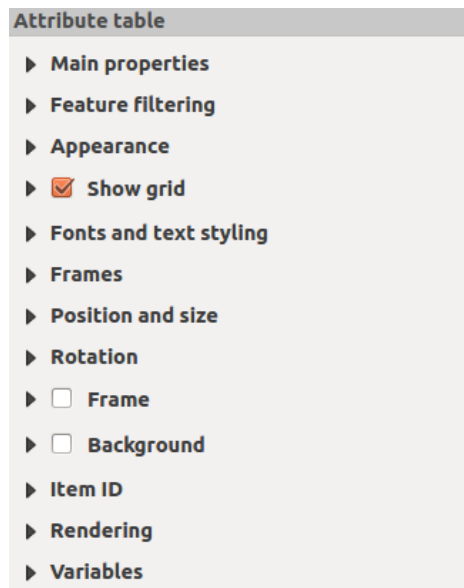 Attribute table
Main properties
Feature filtering
Appearance
Show grid
Fonts and text styling
Frames
Position and size
Rotation
Frame
Background
Item ID
Rendering
Variables